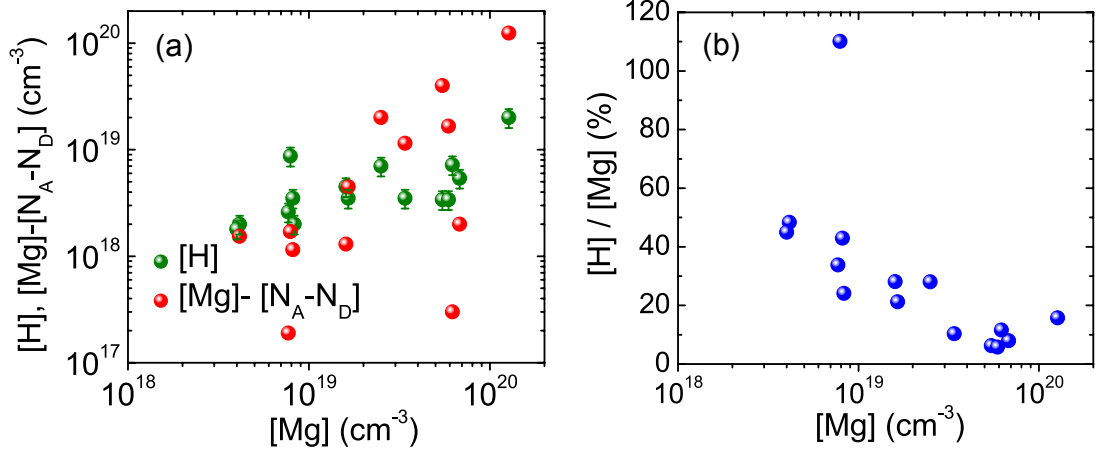 (a)
[H], [Mg]-[N_A-N_D] (cm^-3)
10^20
10^19
10^18
10^17
[H]
[Mg]- [N_A-N_D]
10^18
10^19
10^20
[Mg] (cm^-3)
(b)
[H] / [Mg] (%)
120
100
80
60
40
20
0
10^18
10^19
10^20
[Mg] (cm^-3)